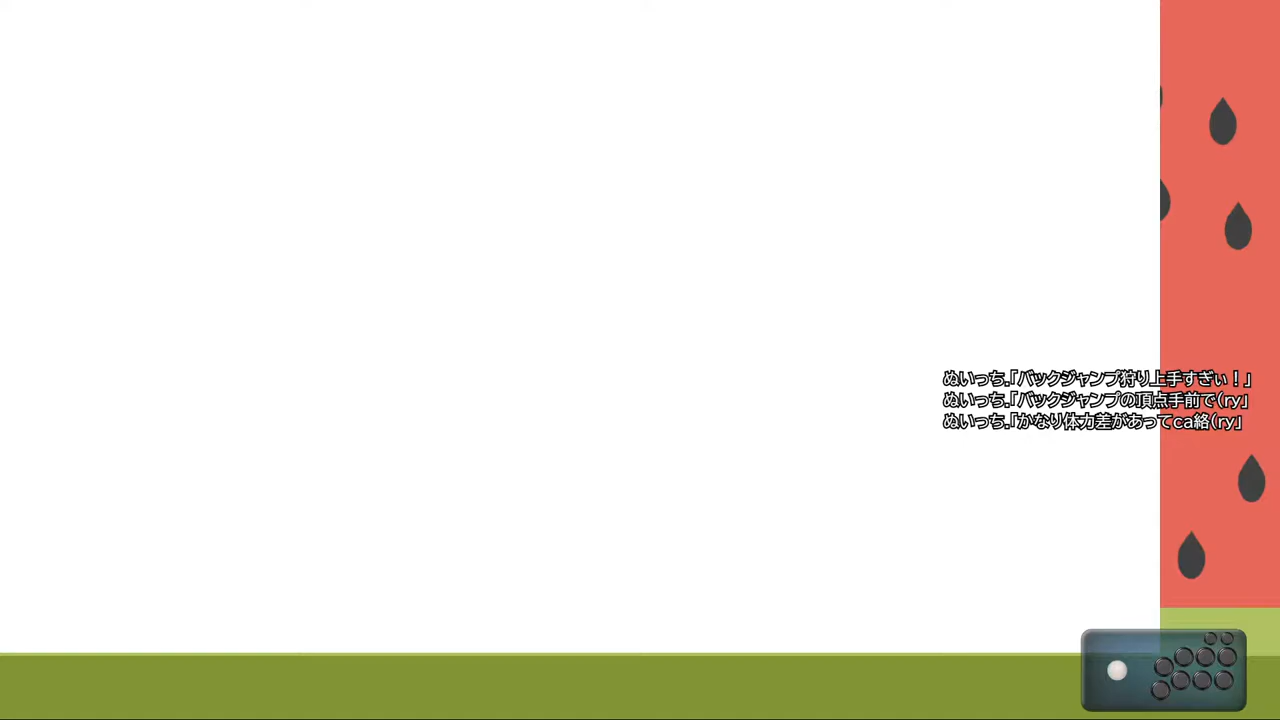 ぬいっち.「バックジャンプ狩り上手すぎぃ！」
ぬいっち.「バックジャンプの頂点手前で(ry」
ぬいっち.「かなり体力差があってca絡(ry」